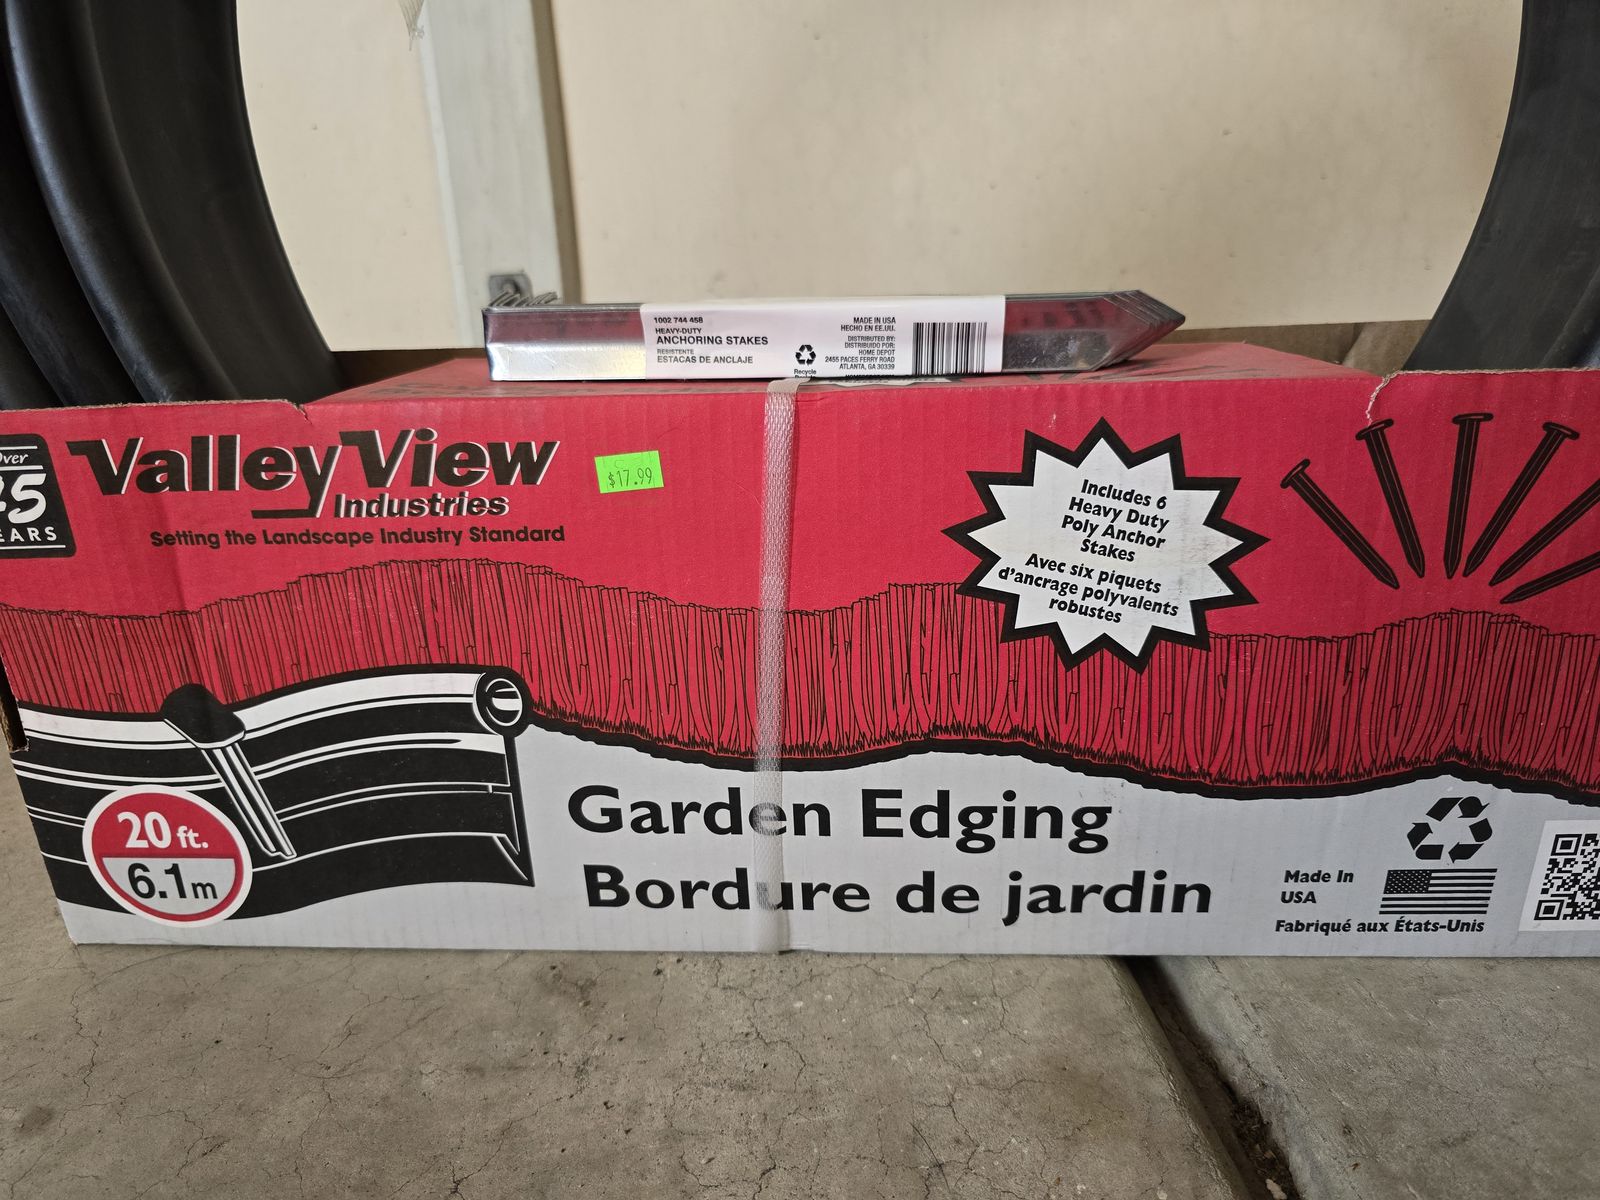 1002 744 458
HEAVY-DUTY
ANCHORING STAKES
RESISTENTE
ESTACAS DE ANCLAJE
Recycle
MADE IN USA
HECHO EN EE.UU.
DISTRIBUTED BY:
DISTRIBUIDO POR:
HOME DEPOT
2455 PACES FERRY ROAD
ATLANTA, GA 30339
Over
YEARS
Valley View
Industries
Setting the Landscape Industry Standard
$17.99
Includes 6
Heavy Duty
Poly Anchor
Stakes
Avec six piquets
d'ancrage polyvalents
robustes
20 ft.
6.1m
Garden Edging
Bordure de jardin
Made In
USA
Fabriqué aux États-Unis